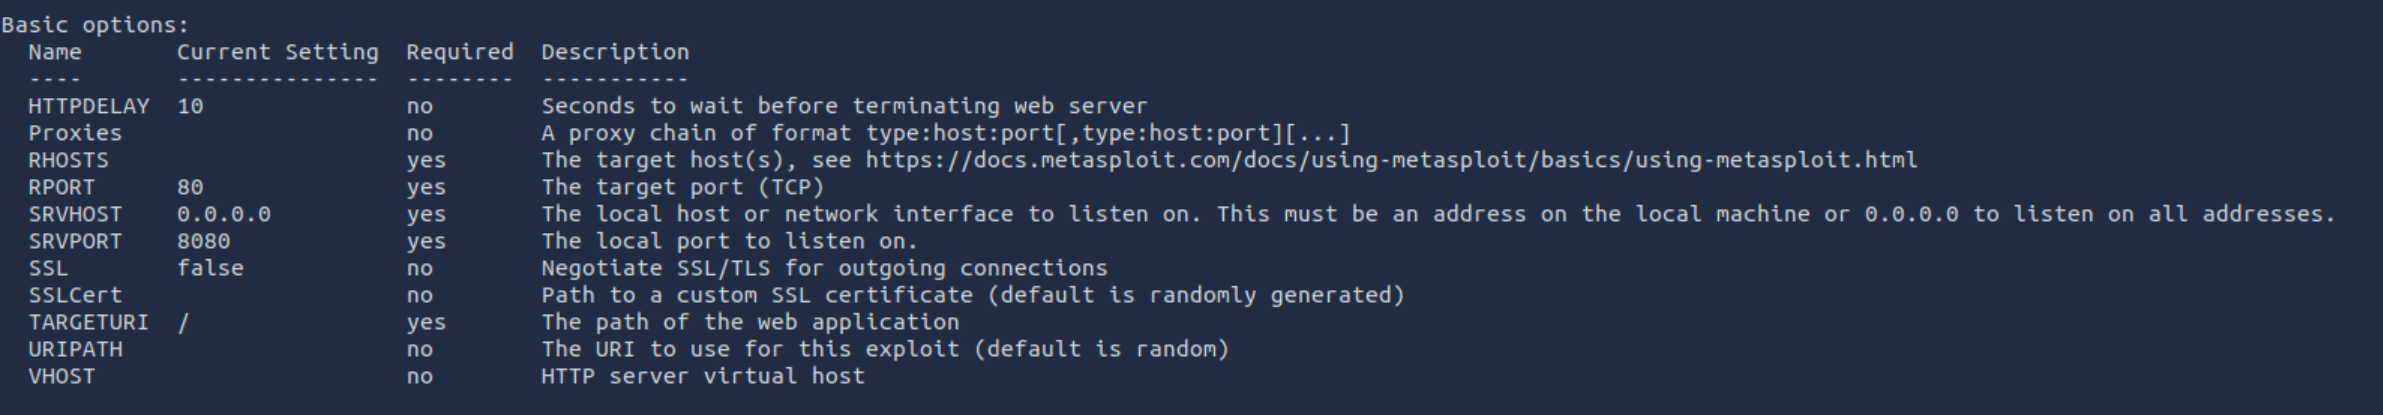 Basic options:
  Name       Current Setting  Required  Description
  ----       ---------------  --------  -----------
  HTTPDELAY  10               no        Seconds to wait before terminating web server
  Proxies                     no        A proxy chain of format type:host:port[,type:host:port][...]
  RHOSTS                      yes       The target host(s), see https://docs.metasploit.com/docs/using-metasploit/basics/using-metasploit.html
  RPORT      80               yes       The target port (TCP)
  SRVHOST    0.0.0.0          yes       The local host or network interface to listen on. This must be an address on the local machine or 0.0.0.0 to listen on all addresses.
  SRVPORT    8080             yes       The local port to listen on.
  SSL        false            no        Negotiate SSL/TLS for outgoing connections
  SSLCert                     no        Path to a custom SSL certificate (default is randomly generated)
  TARGETURI  /                yes       The path of the web application
  URIPATH                     no        The URI to use for this exploit (default is random)
  VHOST                       no        HTTP server virtual host